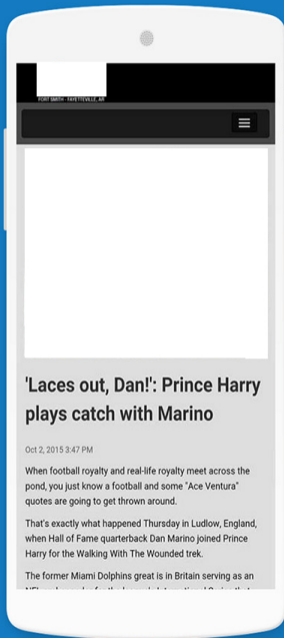 FORT SMITH - FAYETTEVILLE, AR
'Laces out, Dan!': Prince Harry
plays catch with Marino
Oct 2, 2015 3:47 PM
When football royalty and real-life royalty meet across the
pond, you just know a football and some "Ace Ventura"
quotes are going to get thrown around.
That's exactly what happened Thursday in Ludlow, England,
when Hall of Fame quarterback Dan Marino joined Prince
Harry for the Walking With The Wounded trek.
The former Miami Dolphins great is in Britain serving as an